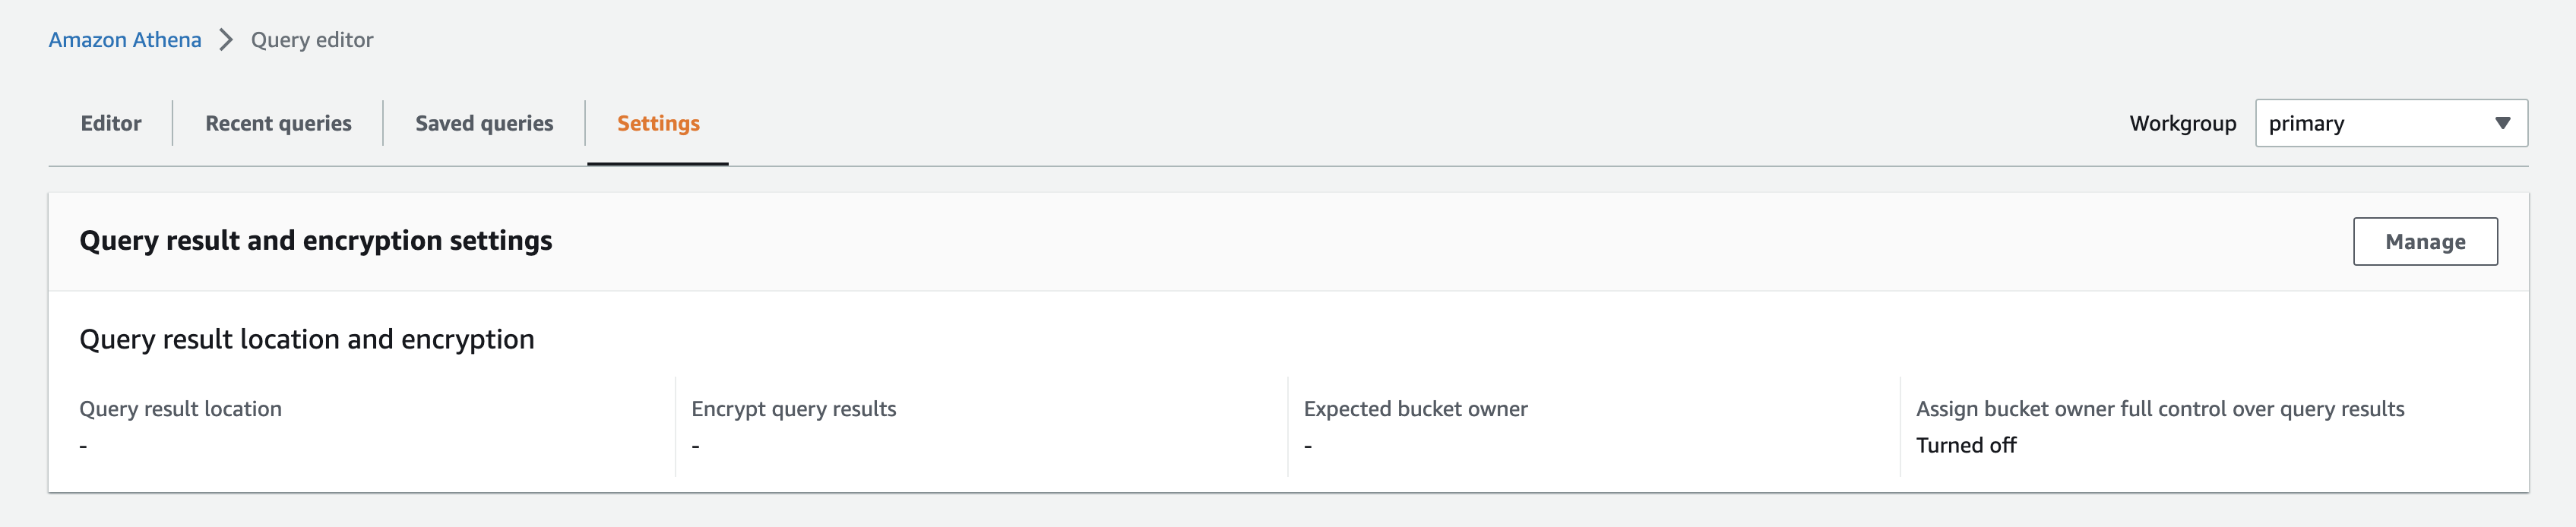 Amazon Athena > Query editor
Editor Recent queries Saved queries Settings Workgroup primary
Query result and encryption settings Manage
Query result location and encryption
Query result location Encrypt query results Expected bucket owner Assign bucket owner full control over query results
- - - Turned off